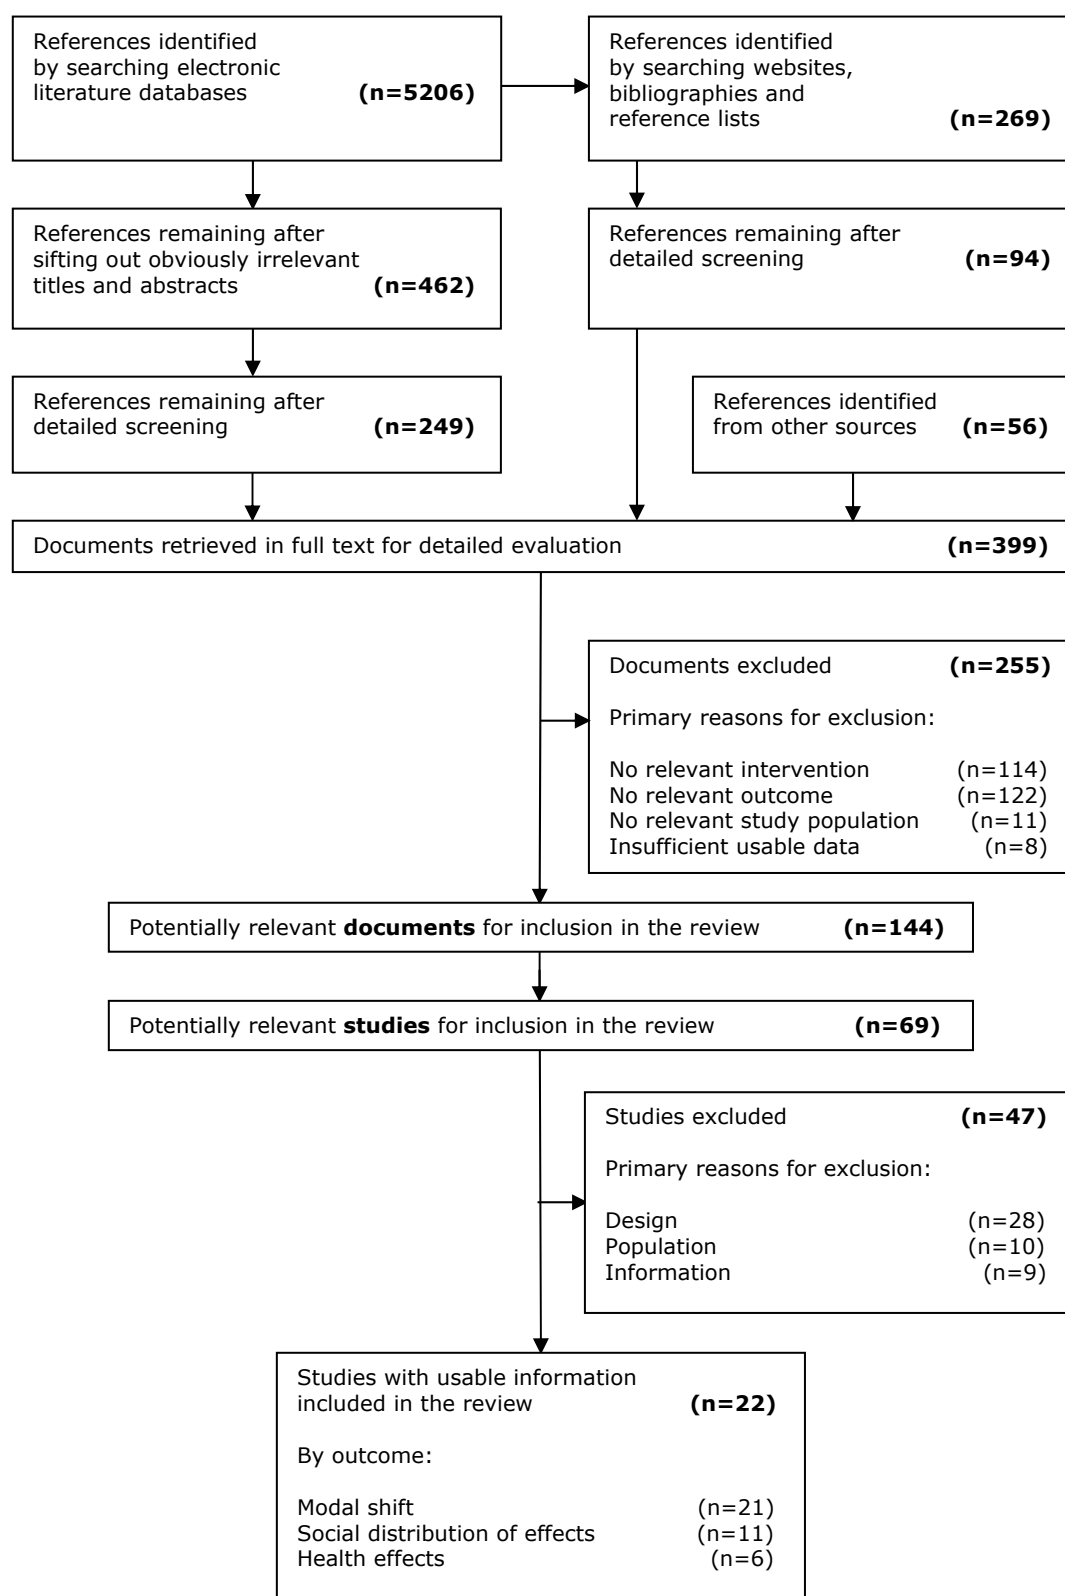 References identified
by searching electronic
literature databases (n=5206)
References identified
by searching websites,
bibliographies and
reference lists (n=269)
References remaining after
sifting out obviously irrelevant
titles and abstracts (n=462)
References remaining after
detailed screening (n=94)
References remaining after
detailed screening (n=249)
References identified
from other sources (n=56)
Documents retrieved in full text for detailed evaluation (n=399)
Documents excluded (n=255)
Primary reasons for exclusion:
No relevant intervention (n=114)
No relevant outcome (n=122)
No relevant study population (n=11)
Insufficient usable data (n=8)
Potentially relevant documents for inclusion in the review (n=144)
Potentially relevant studies for inclusion in the review (n=69)
Studies excluded (n=47)
Primary reasons for exclusion:
Design (n=28)
Population (n=10)
Information (n=9)
Studies with usable information
included in the review (n=22)
By outcome:
Modal shift (n=21)
Social distribution of effects (n=11)
Health effects (n=6)